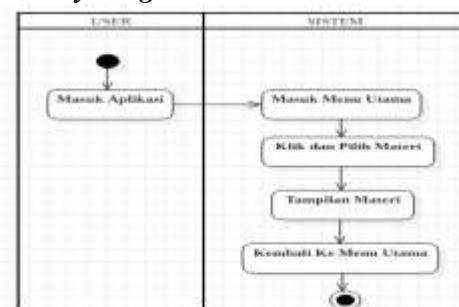 USER
SISTEM
Masuk Aplikasi
Masuk Menu Utama
Klik dan Pilih Materi
Tampilan Materi
Kembali Ke Menu Utama